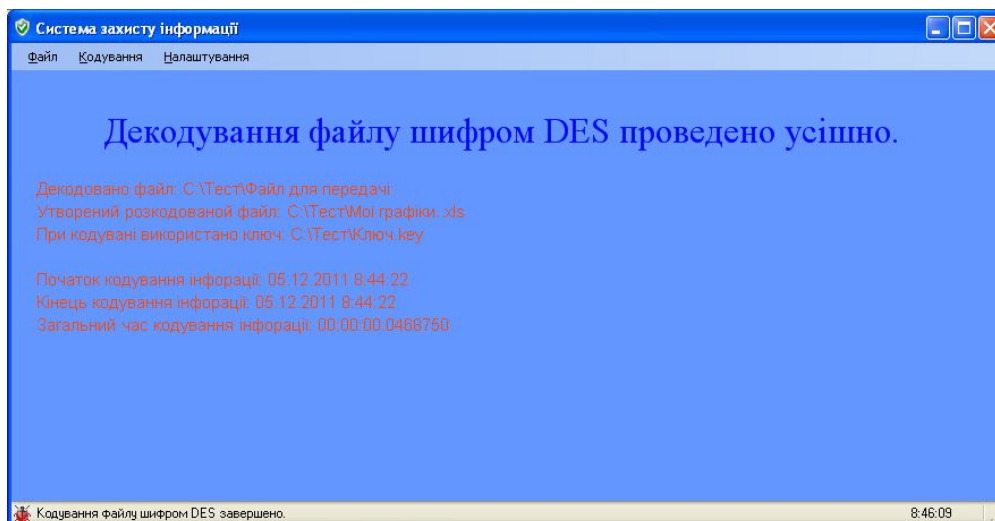 Система захисту інформації
Файл Кодування Налаштування
Декодування файлу шифром DES проведено усішно.
Декодовано файл: C:\Тест\Файл для передачі
Утворений розкодованой файл: C:\Тест\Мої графіки. xls
При кодувані використано ключ: C:\Тест\Ключ.key
Початок кодування інфорації: 05.12.2011 8:44:22
Кінець кодування інфорації: 05.12.2011 8:44:22
Загальний час кодування інфорації: 00:00:00.0468750
Кодування файлу шифром DES завершено. 8:46:09